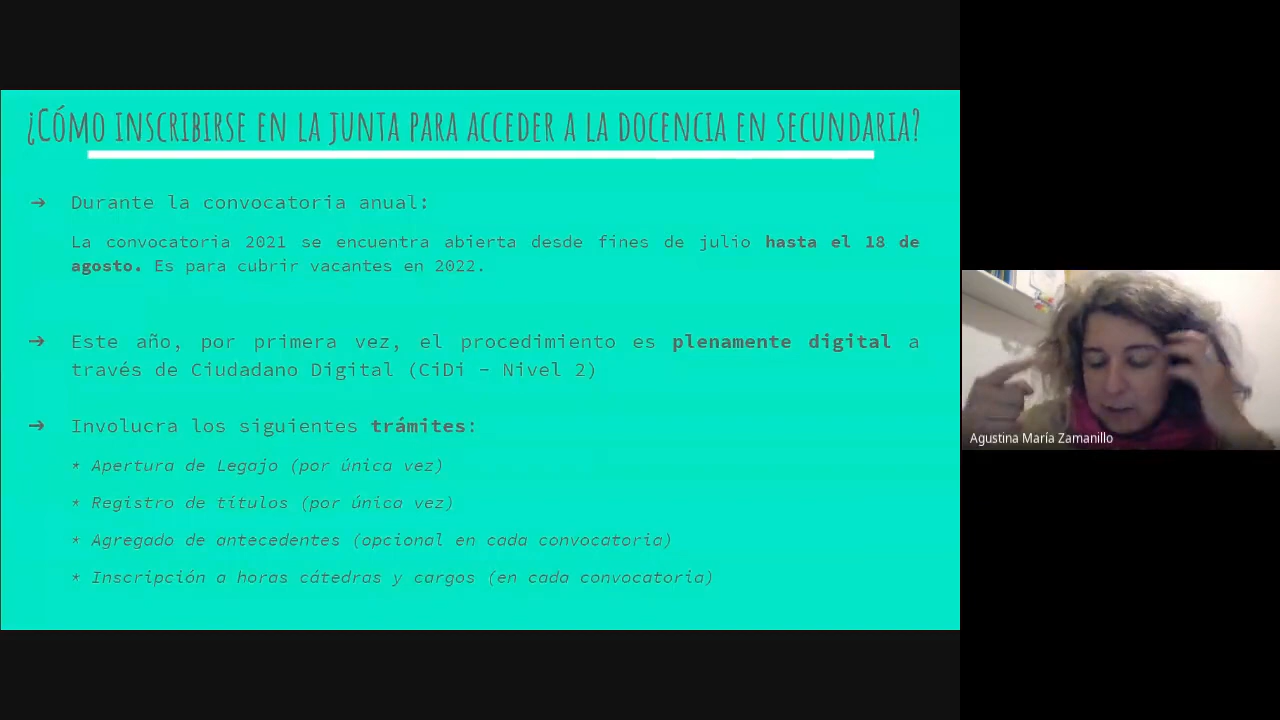 ¿Cómo inscribirse en la junta para acceder a la docencia en secundaria?
➔ Durante la convocatoria anual:
La convocatoria 2021 se encuentra abierta desde fines de julio hasta el 18 de
agosto. Es para cubrir vacantes en 2022.
➔ Este año, por primera vez, el procedimiento es plenamente digital a
través de Ciudadano Digital (CiDi - Nivel 2)
➔ Involucra los siguientes trámites:
* Apertura de Legajo (por única vez)
* Registro de títulos (por única vez)
* Agregado de antecedentes (opcional en cada convocatoria)
* Inscripción a horas cátedras y cargos (en cada convocatoria)
Agustina María Zamanillo